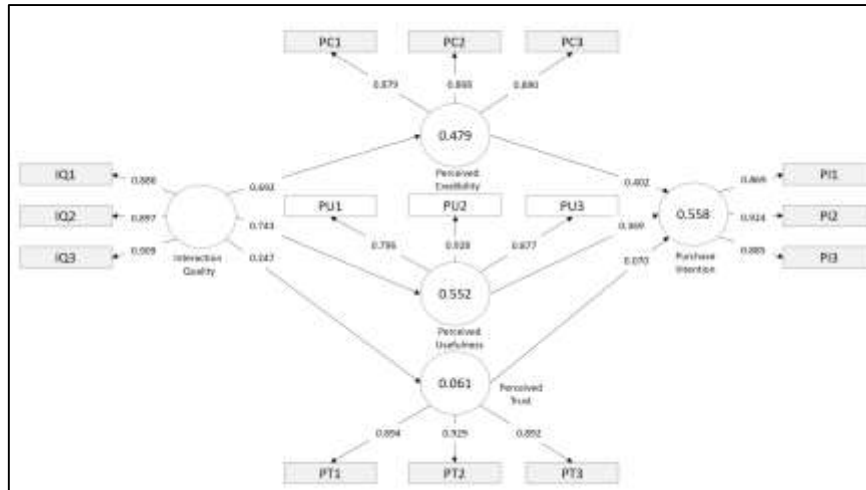 PC1 PC2 PC3
0.879 0.868 0.880
0.479
Perceived
Credibility
IQ1
IQ2
IQ3
0.886
0.897
0.909
Interaction
Quality
0.692
0.743
0.247
PU1 PU2 PU3
0.796 0.928 0.877
0.552
Perceived
Usefulness
0.061
Perceived
Trust
0.894 0.929 0.892
PT1 PT2 PT3
0.402
0.369
0.070
0.558
Purchase
Intention
0.869
0.924
0.885
PI1
PI2
PI3